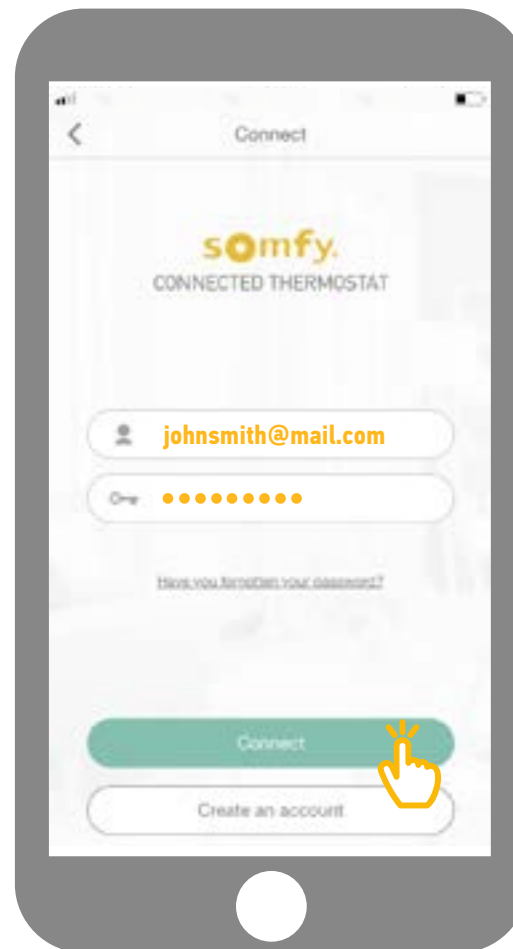 Connect
somfy.
CONNECTED THERMOSTAT
johnsmith@mail.com
•••••••••
Have you forgotten your password?
Connect
Create an account